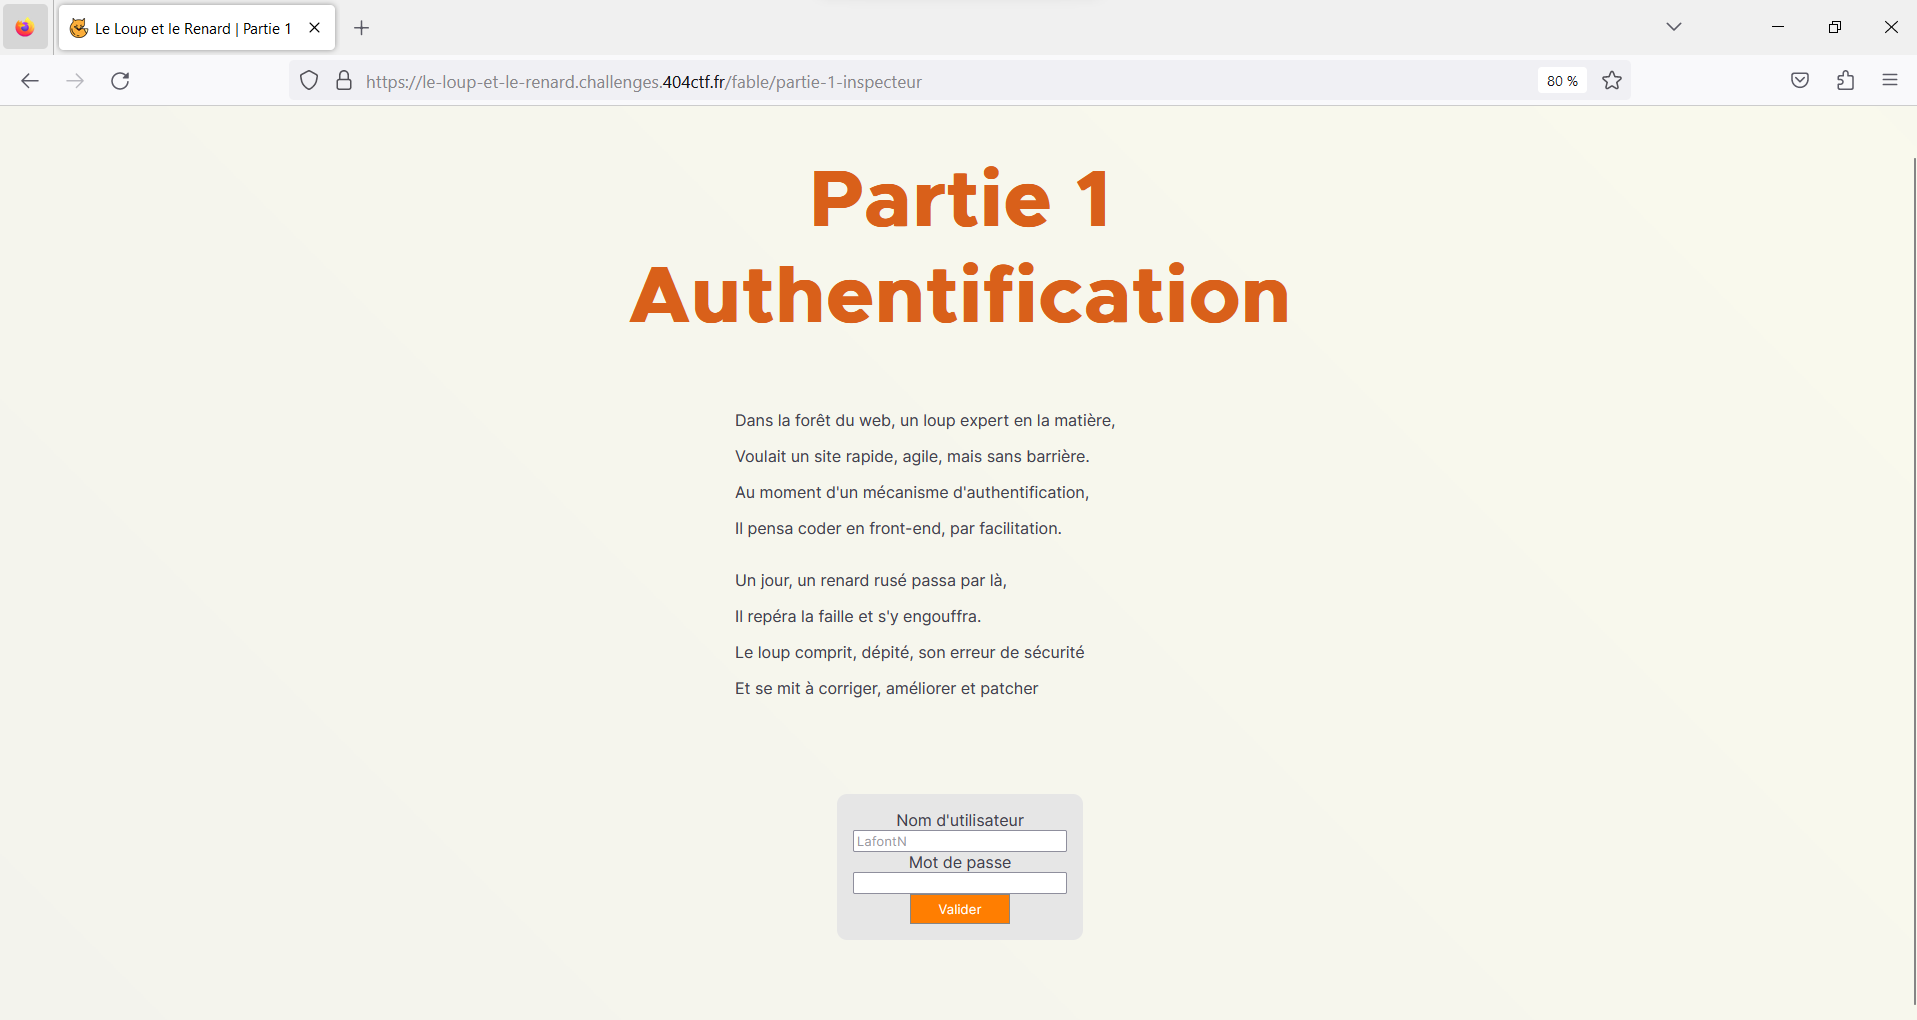 Le Loup et le Renard | Partie 1
https://le-loup-et-le-renard.challenges.404ctf.fr/fable/partie-1-inspecteur
80 %
Partie 1
Authentification
Dans la forêt du web, un loup expert en la matière,
Voulait un site rapide, agile, mais sans barrière.
Au moment d'un mécanisme d'authentification,
Il pensa coder en front-end, par facilitation.
Un jour, un renard rusé passa par là,
Il repéra la faille et s'y engouffra.
Le loup comprit, dépité, son erreur de sécurité
Et se mit à corriger, améliorer et patcher
Nom d'utilisateur
LafontN
Mot de passe
Valider